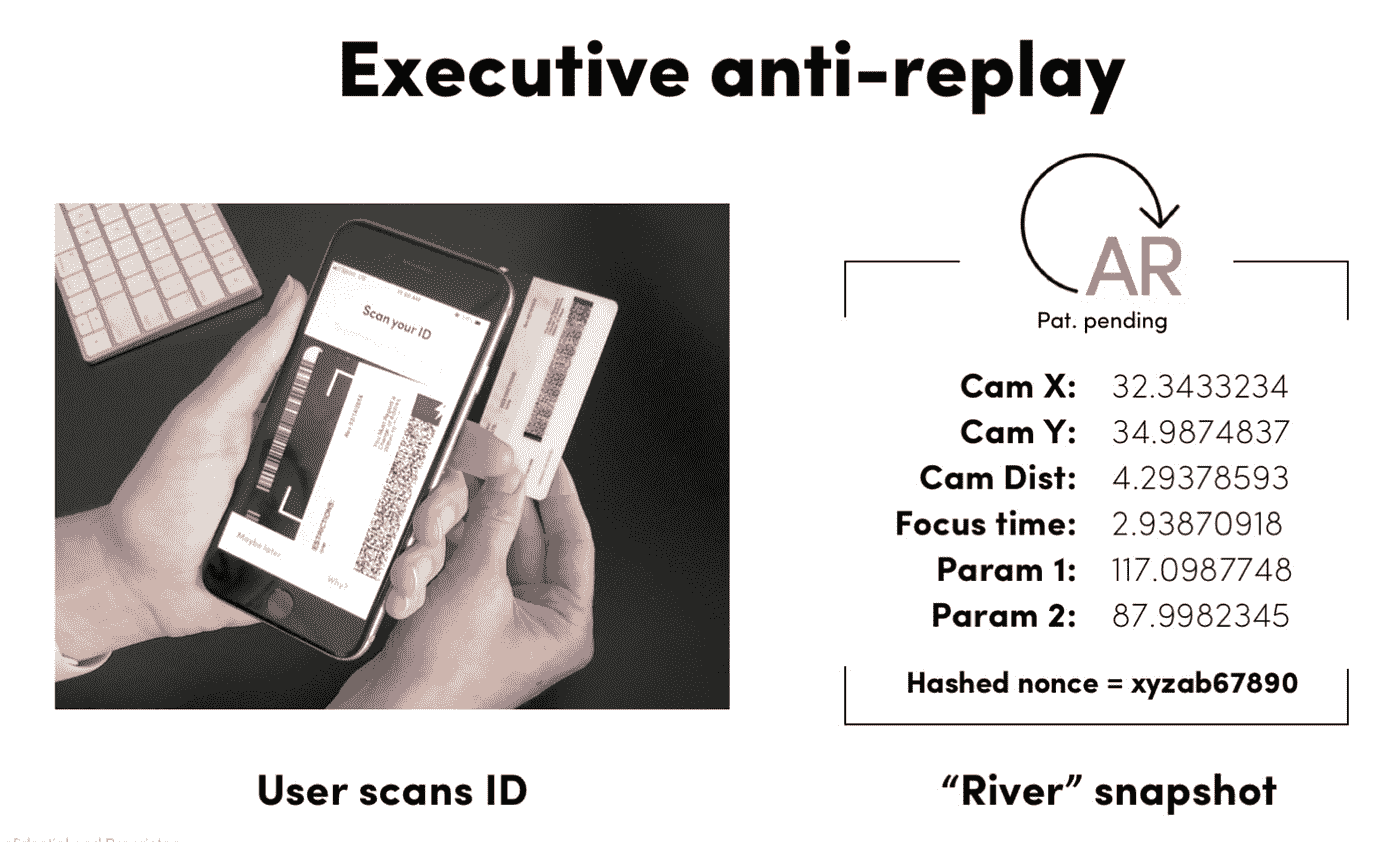 Executive anti-replay
AR
Pat. pending
Scan your ID
Maybe later
Why?
Cam X: 32.3433234
Cam Y: 34.9874837
Cam Dist: 4.29378593
Focus time: 2.93870918
Param 1: 117.0987748
Param 2: 87.9982345
Hashed nonce = xyzab67890
User scans ID
“River” snapshot